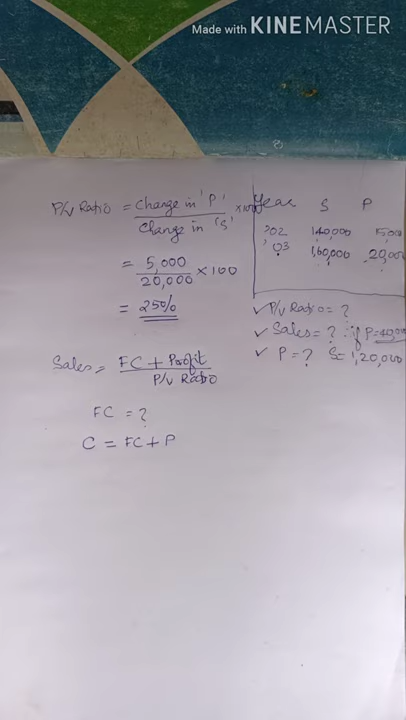 Made with KINEMASTER
P/V Ratio = Change in 'P' / Change in 'S' × 100
= 5,000 / 20,000 × 100
= 25%
Sales = FC + Profit / P/V Ratio
FC = ?
C = FC + P
Year S P
'02 1,40,000
'03 1,60,000 20,000
✓ P/V Ratio = ?
✓ Sales = ? if P = 40,00
✓ P = ? S = 1,20,000